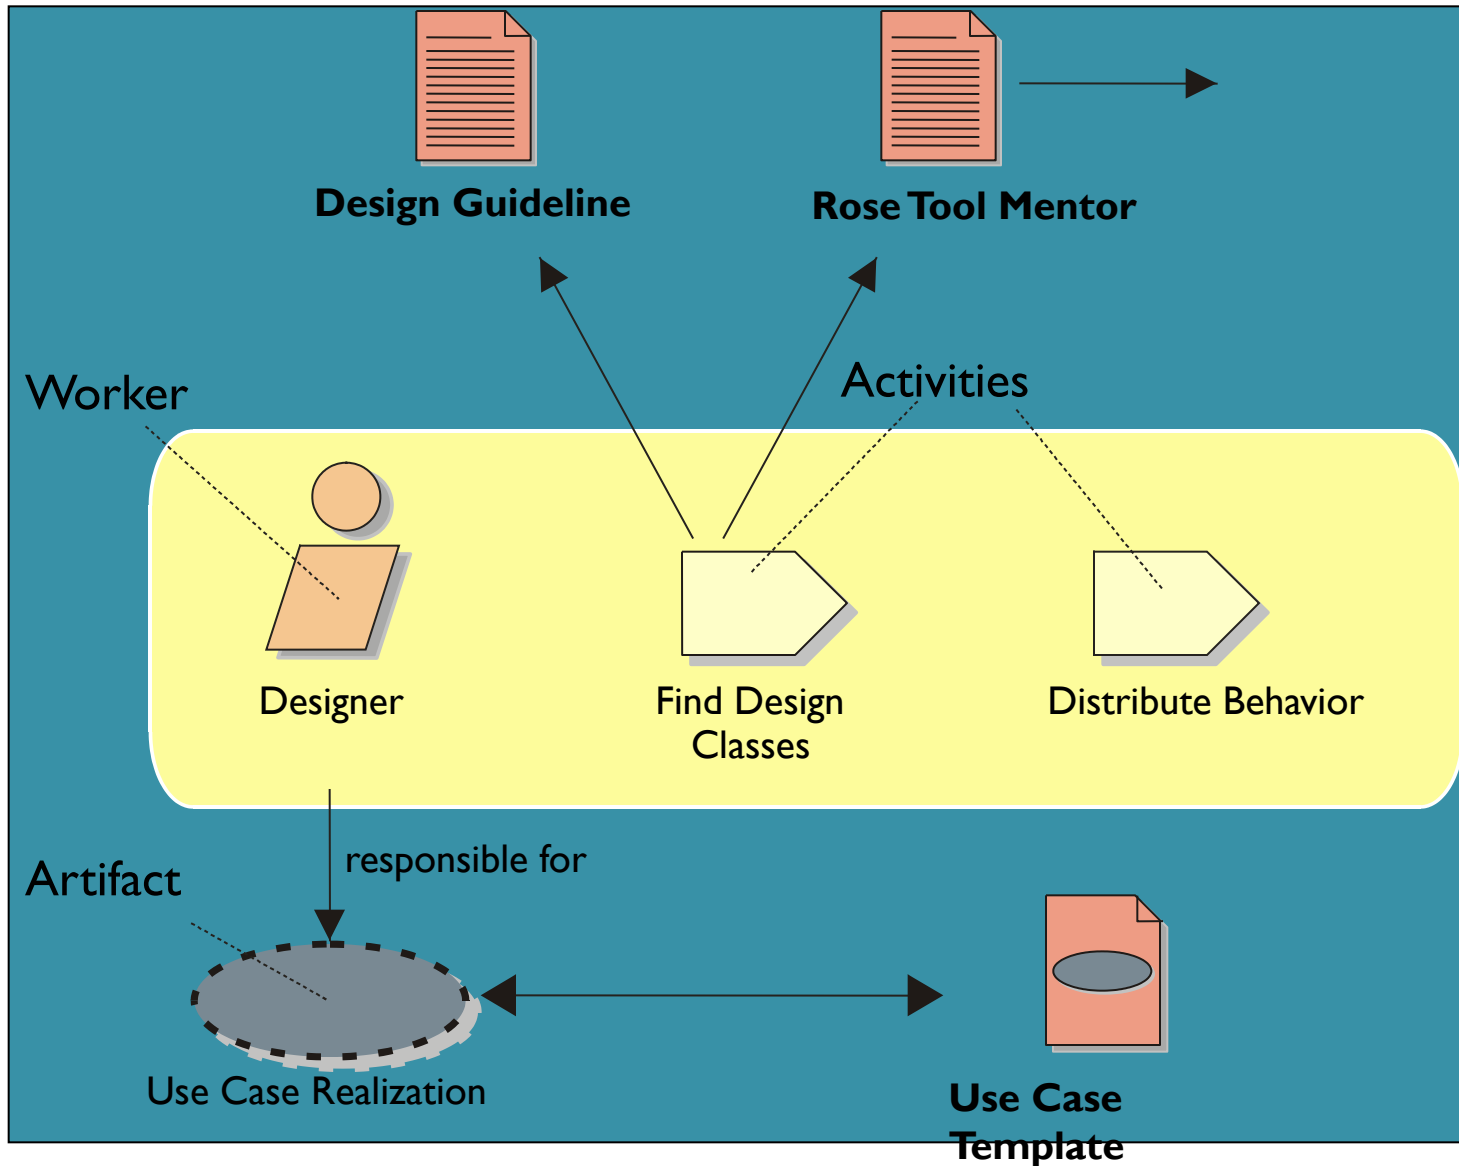 Design Guideline
Rose Tool Mentor
Worker
Activities
Designer
Find Design
Classes
Distribute Behavior
responsible for
Artifact
Use Case Realization
Use Case
Template